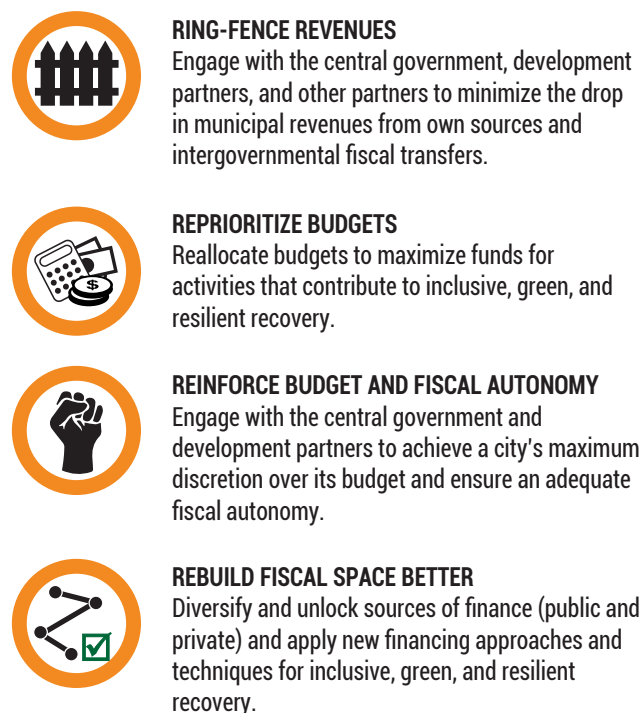 RING-FENCE REVENUES
Engage with the central government, development
partners, and other partners to minimize the drop
in municipal revenues from own sources and
intergovernmental fiscal transfers.
REPRIORITIZE BUDGETS
Reallocate budgets to maximize funds for
activities that contribute to inclusive, green, and
resilient recovery.
$
REINFORCE BUDGET AND FISCAL AUTONOMY
Engage with the central government and
development partners to achieve a city's maximum
discretion over its budget and ensure an adequate
fiscal autonomy.
REBUILD FISCAL SPACE BETTER
Diversify and unlock sources of finance (public and
private) and apply new financing approaches and
techniques for inclusive, green, and resilient
recovery.